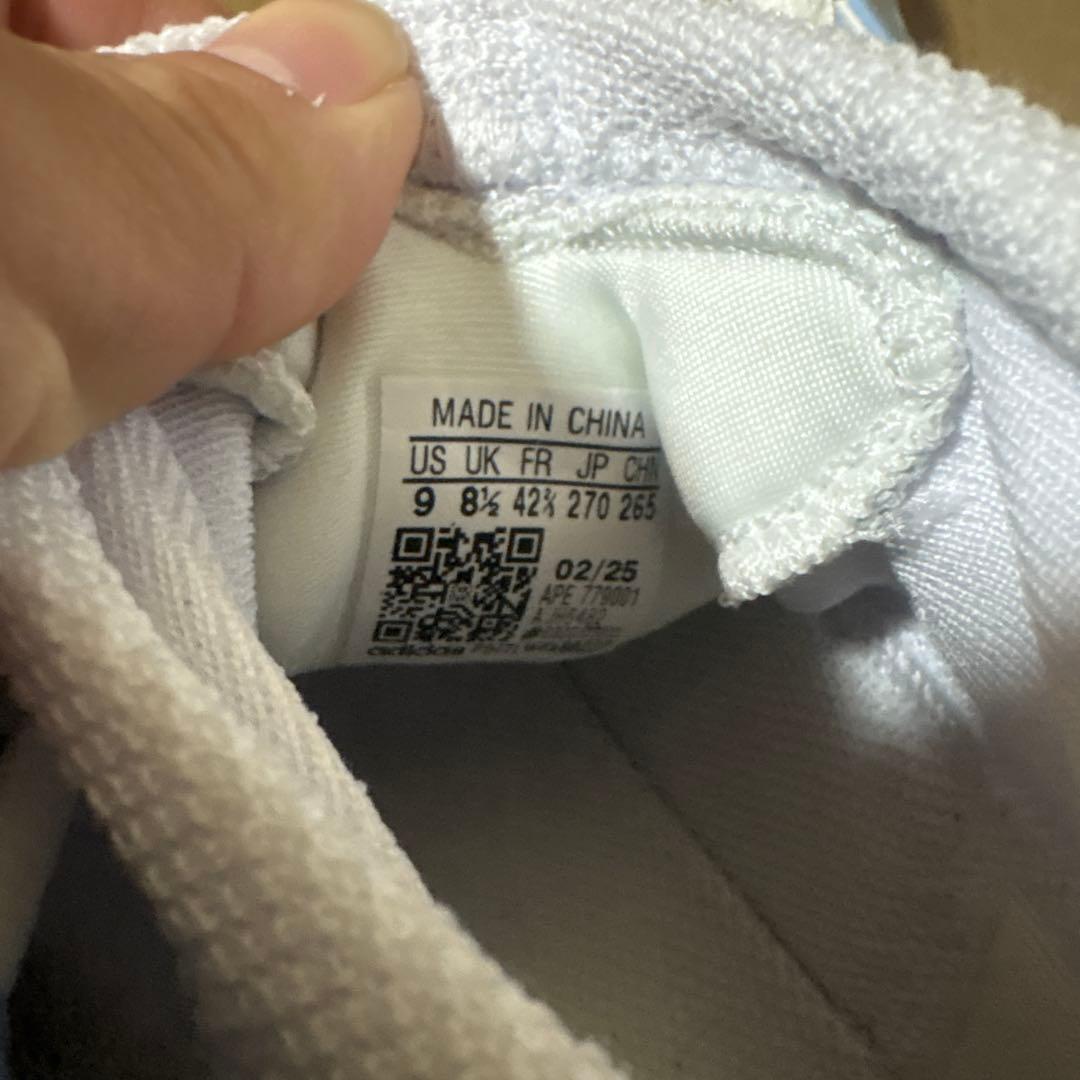 MADE IN CHINA
US UK FR JP CHN
9 8½ 42⅔ 270 265
02/25
APE 779001
adidas